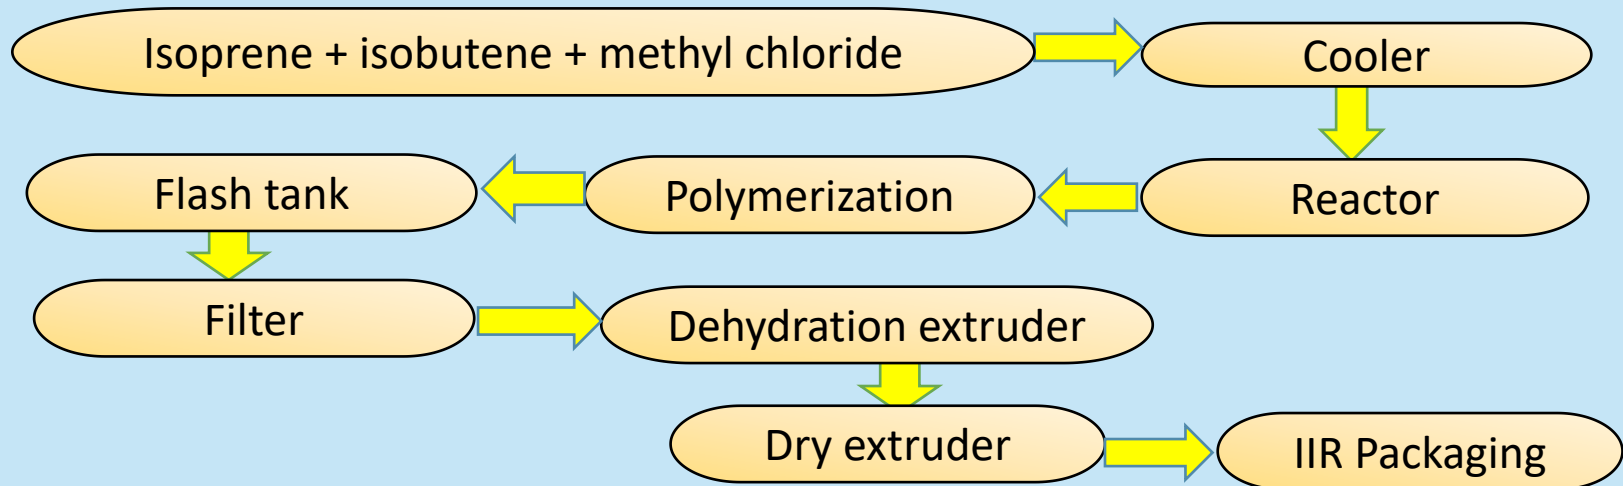 Isoprene + isobutene + methyl chloride
Cooler
Reactor
Polymerization
Flash tank
Filter
Dehydration extruder
Dry extruder
IIR Packaging